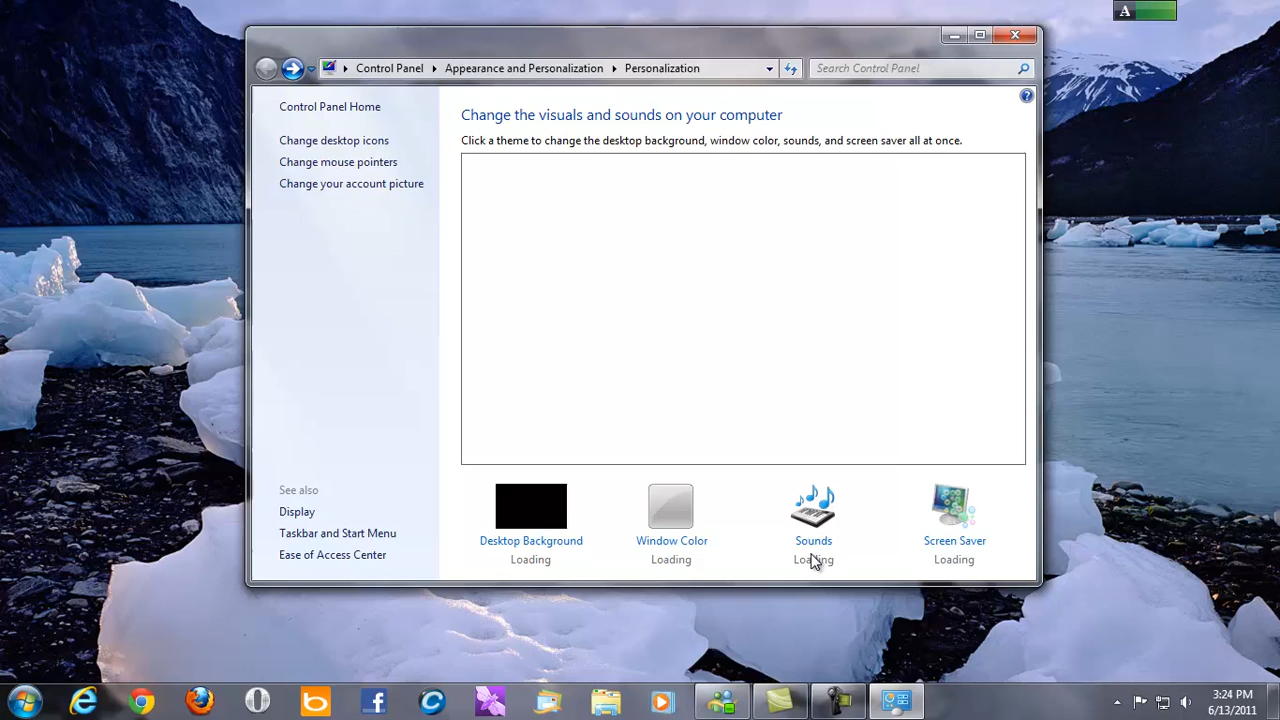 A
Control Panel Appearance and Personalization Personalization
Search Control Panel
Control Panel Home
Change desktop icons
Change mouse pointers
Change your account picture
See also
Display
Taskbar and Start Menu
Ease of Access Center
Change the visuals and sounds on your computer
Click a theme to change the desktop background, window color, sounds, and screen saver all at once.
Desktop Background Window Color Sounds Screen Saver
Loading Loading Loading Loading
3:24 PM
6/13/2011